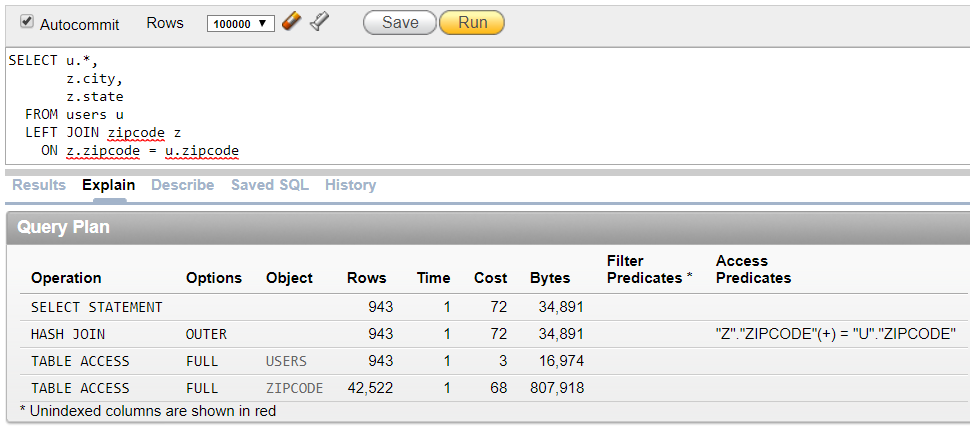 Autocommit Rows 100000 Save Run
SELECT u.*,
z.city,
z.state
FROM users u
LEFT JOIN zipcode z
ON z.zipcode = u.zipcode
Results Explain Describe Saved SQL History
Query Plan
Operation Options Object Rows Time Cost Bytes Filter Predicates * Access Predicates
SELECT STATEMENT 943 1 72 34,891
HASH JOIN OUTER 943 1 72 34,891 "Z"."ZIPCODE"(+) = "U"."ZIPCODE"
TABLE ACCESS FULL USERS 943 1 3 16,974
TABLE ACCESS FULL ZIPCODE 42,522 1 68 807,918
* Unindexed columns are shown in red